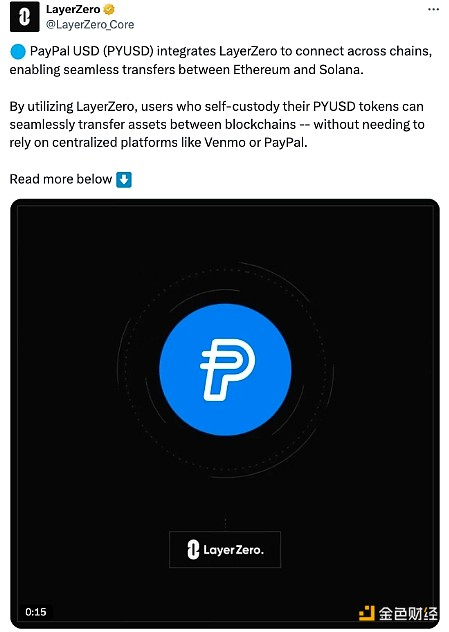 LayerZero
@LayerZero_Core
🔵 PayPal USD (PYUSD) integrates LayerZero to connect across chains,
enabling seamless transfers between Ethereum and Solana.
By utilizing LayerZero, users who self-custody their PYUSD tokens can
seamlessly transfer assets between blockchains -- without needing to
rely on centralized platforms like Venmo or PayPal.
Read more below ⬇️
LayerZero.
0:15
金色财经